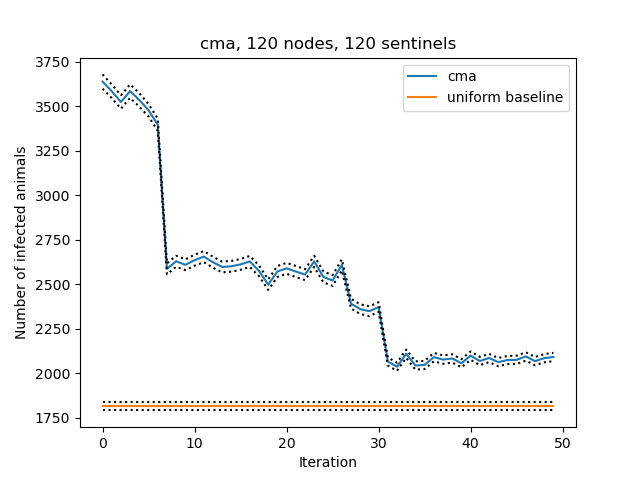 cma, 120 nodes, 120 sentinels
cma
uniform baseline
Number of infected animals
3750
3500
3250
3000
2750
2500
2250
2000
1750
0 10 20 30 40 50
Iteration